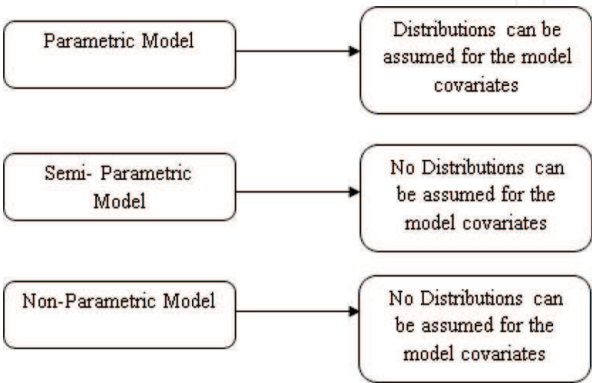 Parametric Model
Distributions can be
assumed for the model
covariates
Semi- Parametric
Model
No Distributions can
be assumed for the
model covariates
Non-Parametric Model
No Distributions can
be assumed for the
model covariates